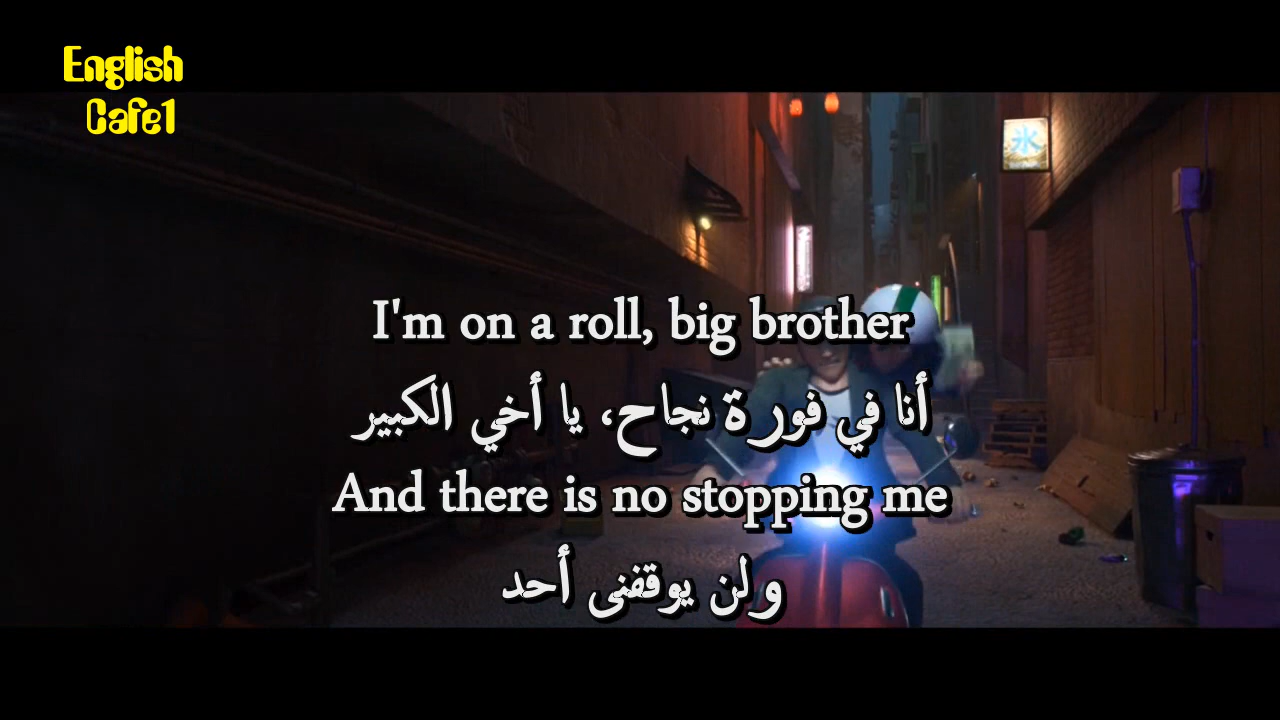 English
Cafe1
氷
I'm on a roll, big brother
أنا في فورة نجاح، يا أخي الكبير
And there is no stopping me
ولن يوقفنى أحد